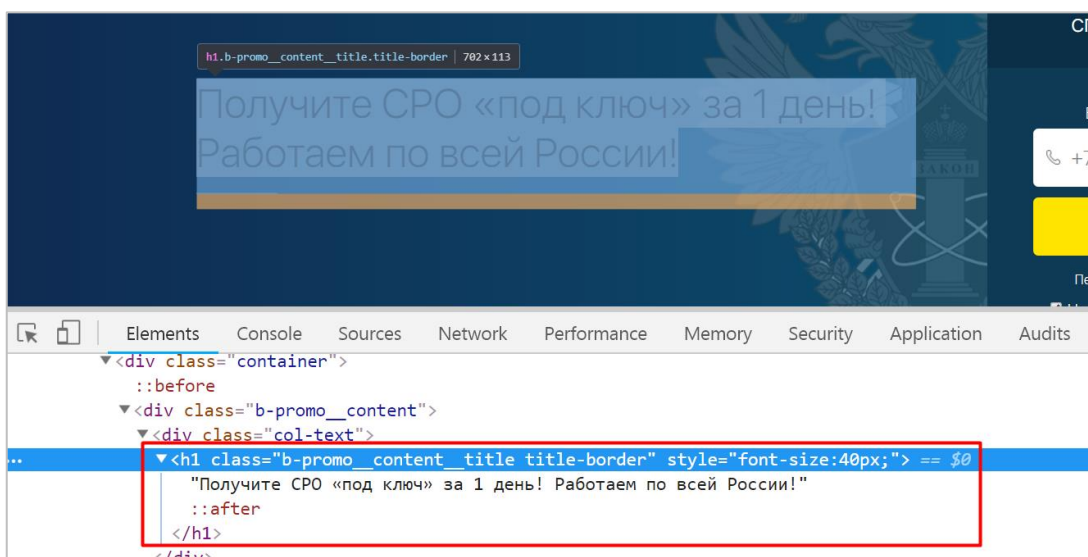 h1.b-promo__content__title.title-border | 702×113
Получите СРО «под ключ» за 1 день!
Работаем по всей России!
ЗАКОН
+7
Elements Console Sources Network Performance Memory Security Application Audits
▼<div class="container">
::before
▼<div class="b-promo__content">
▼<div class="col-text">
... ▼<h1 class="b-promo__content__title title-border" style="font-size:40px;"> == $0
"Получите СРО «под ключ» за 1 день! Работаем по всей России!"
::after
</h1>
</div>